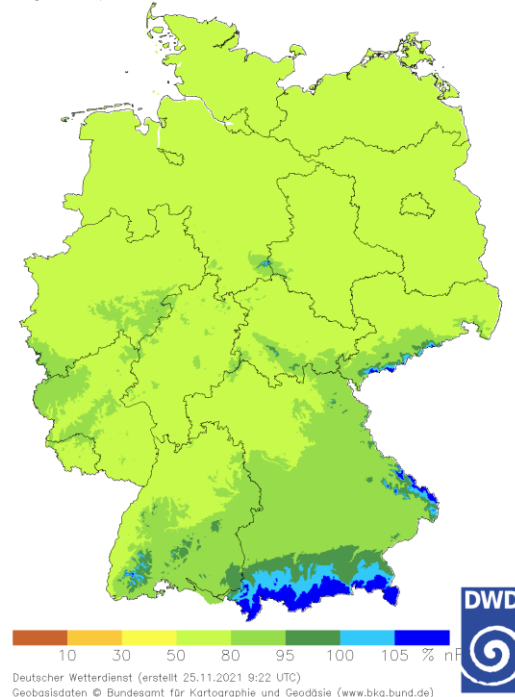 10 30 50 80 95 100 105 % nF
DWD
Deutscher Wetterdienst (erstellt 25.11.2021 9:22 UTC)
Geobasisdaten © Bundesamt für Kartographie und Geodäsie (www.bkg.bund.de)